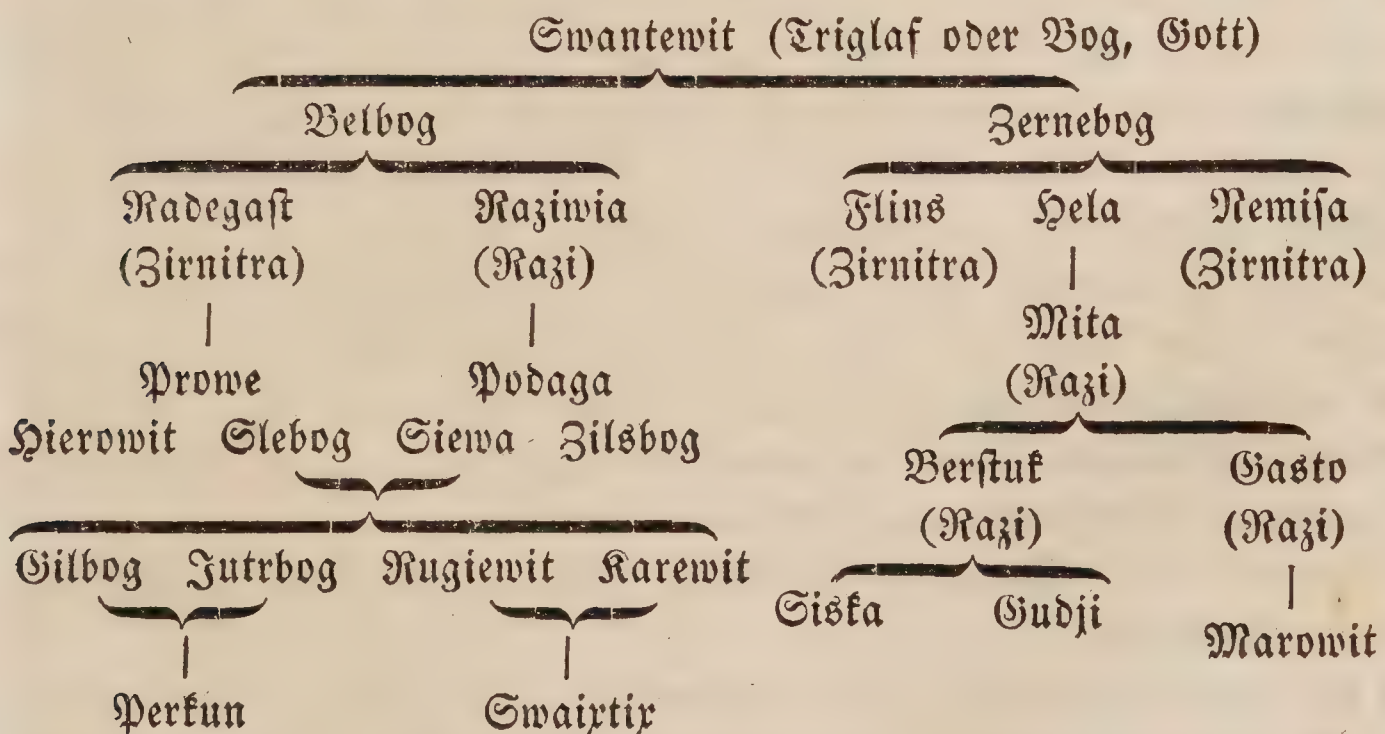 Swantewit (Triglaf oder Bog, Gott)
Belbog Zernebog
Radegast Raziwia Flins Hela Nemisa
(Zirnitra) (Razi) (Zirnitra) (Zirnitra)
Mita
Prowe Podaga (Razi)
Hierowit Slebog Siewa Zilsbog
Berstuk Gasto
(Razi) (Razi)
Gilbog Jutrbog Rugiewit Karewit
Siska Gudji
Marowit
Perkun Swaixtix